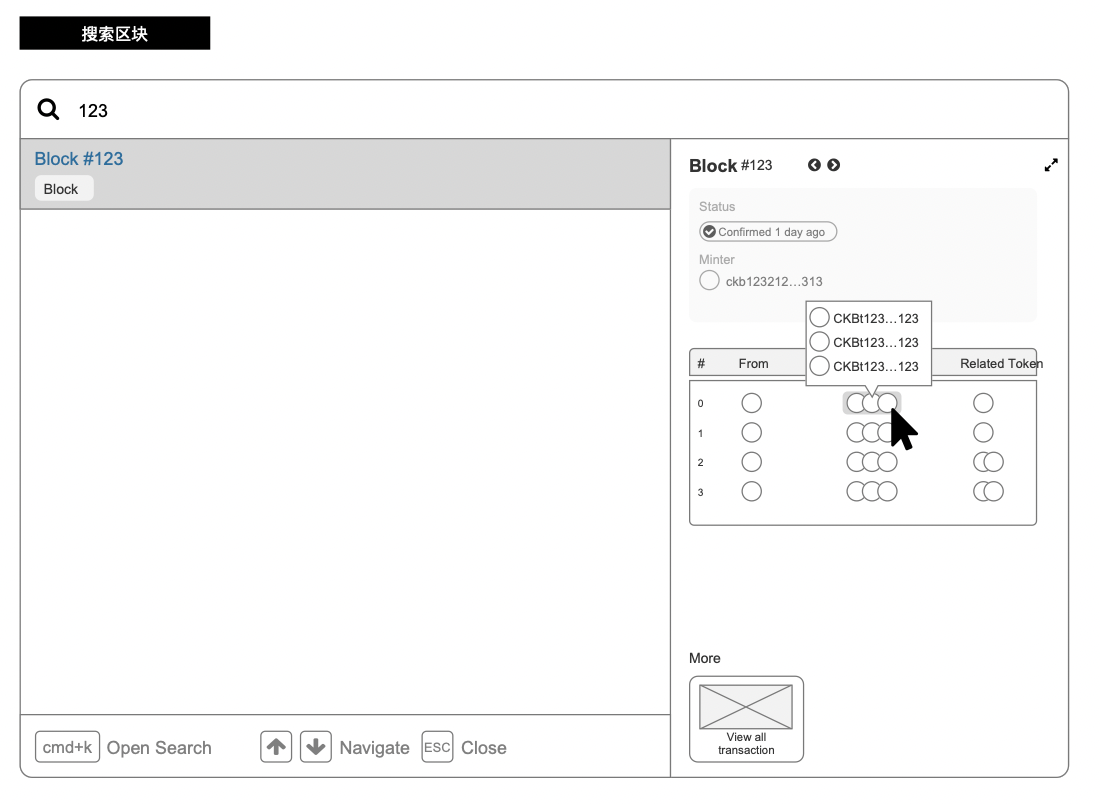 搜索区块
123
Block #123
Block
Block #123
Status
Confirmed 1 day ago
Minter
ckb123212...313
CKBt123...123
CKBt123...123
CKBt123...123
# From Related Token
0
1
2
3
More
View all
transaction
cmd+k Open Search Navigate ESC Close